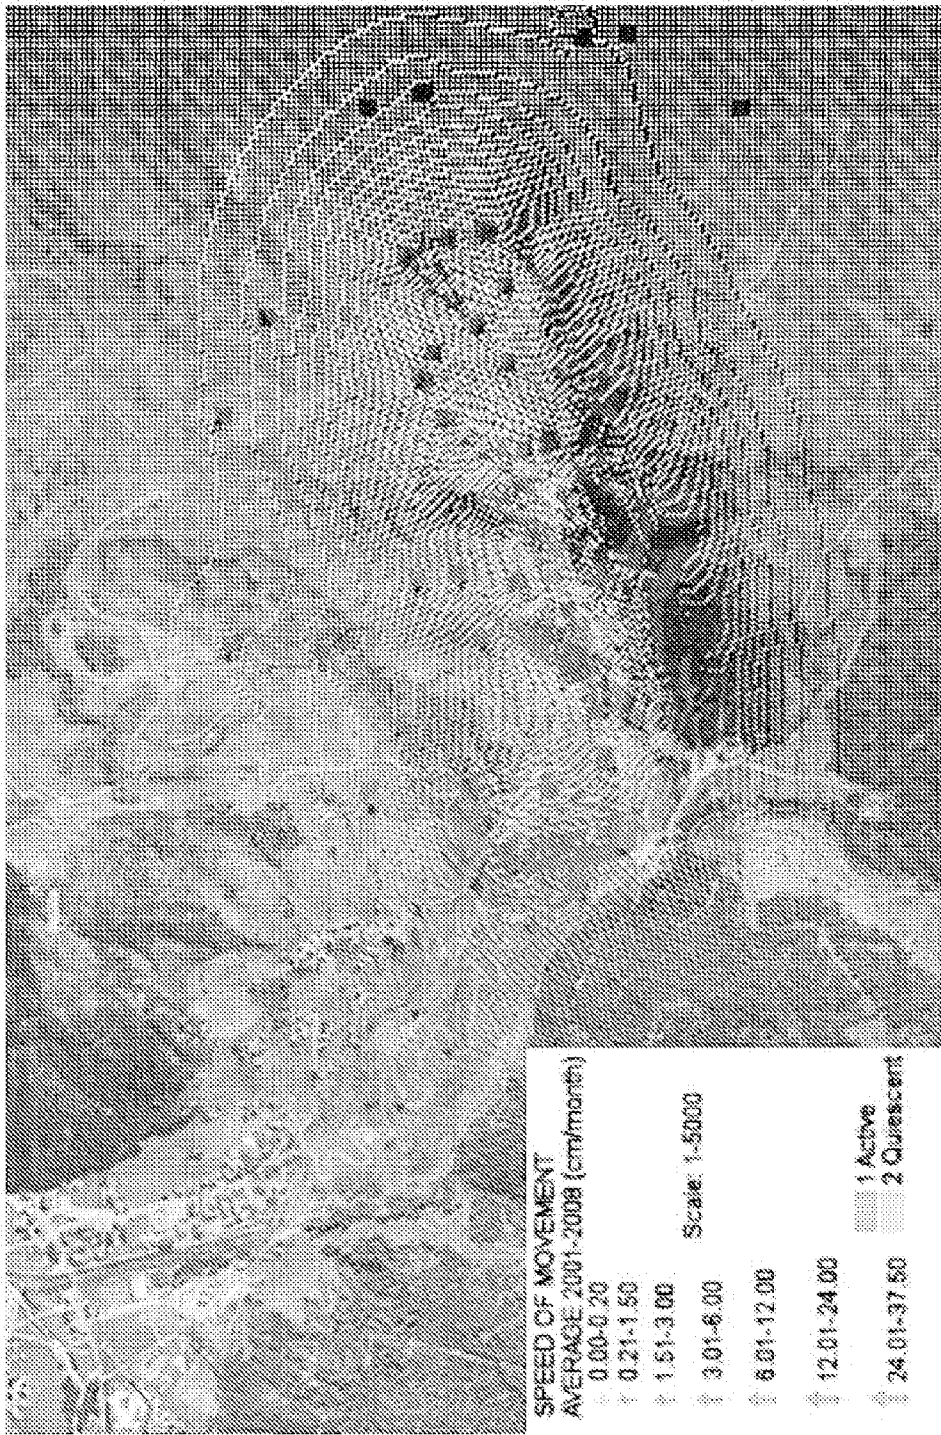 SPEED OF MOVEMENT
AVERAGE 2001-2008 (cm/month)
0.00-0.20
0.21-1.50
1.51-3.00
3.01-6.00
6.01-12.00
12.01-24.00
24.01-37.50
Scale: 1-5000
1 Active
2 Quiescent